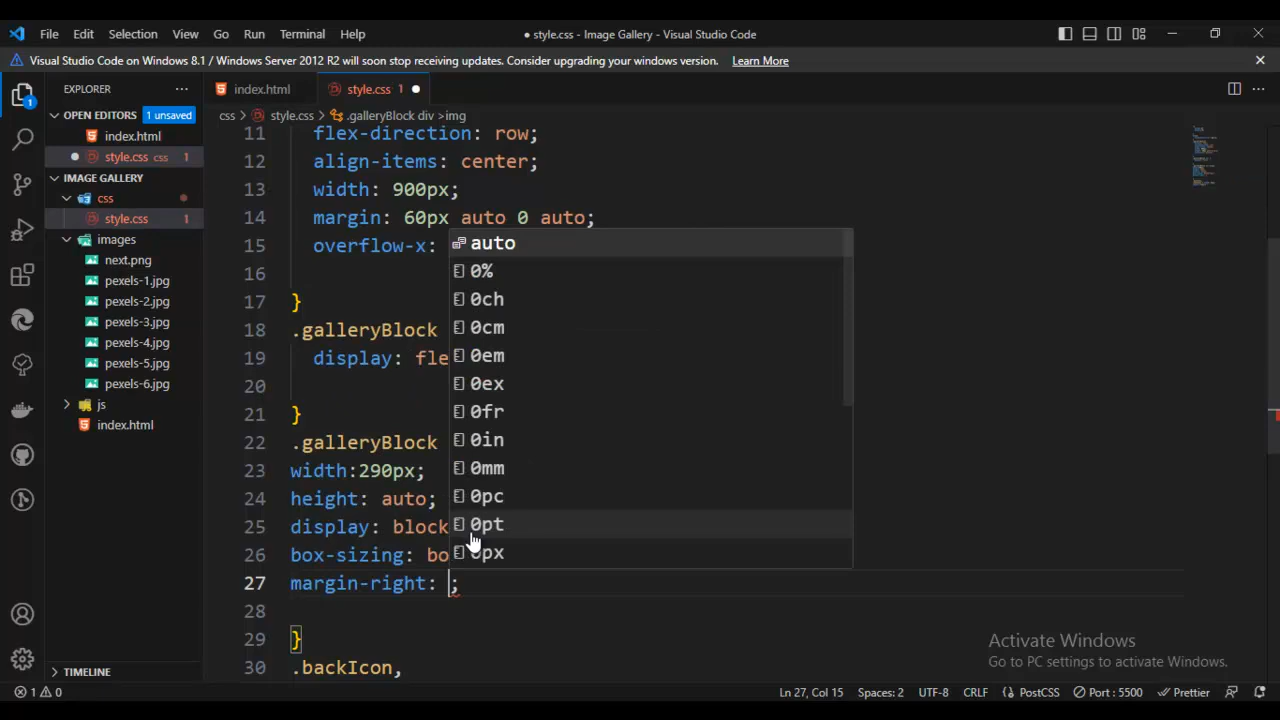 File Edit Selection View Go Run Terminal Help
● style.css - Image Gallery - Visual Studio Code
Visual Studio Code on Windows 8.1 / Windows Server 2012 R2 will soon stop receiving updates. Consider upgrading your windows version. Learn More
EXPLORER
OPEN EDITORS 1 unsaved
index.html
style.css css 1
IMAGE GALLERY
css
style.css 1
images
next.png
pexels-1.jpg
pexels-2.jpg
pexels-3.jpg
pexels-4.jpg
pexels-5.jpg
pexels-6.jpg
js
index.html
TIMELINE
1
index.html style.css 1
css > style.css > .galleryBlock div >img
11 flex-direction: row;
12 align-items: center;
13 width: 900px;
14 margin: 60px auto 0 auto;
15 overflow-x:
16
17 }
18 .galleryBlock
19 display: fle
20
21 }
22 .galleryBlock
23 width:290px;
24 height: auto;
25 display: block
26 box-sizing: bo
27 margin-right: ;
28
29 }
30 .backIcon,
auto
0%
0ch
0cm
0em
0ex
0fr
0in
0mm
0pc
0pt
0px
Activate Windows
Go to PC settings to activate Windows.
1 0
Ln 27, Col 15 Spaces: 2 UTF-8 CRLF PostCSS Port : 5500 Prettier